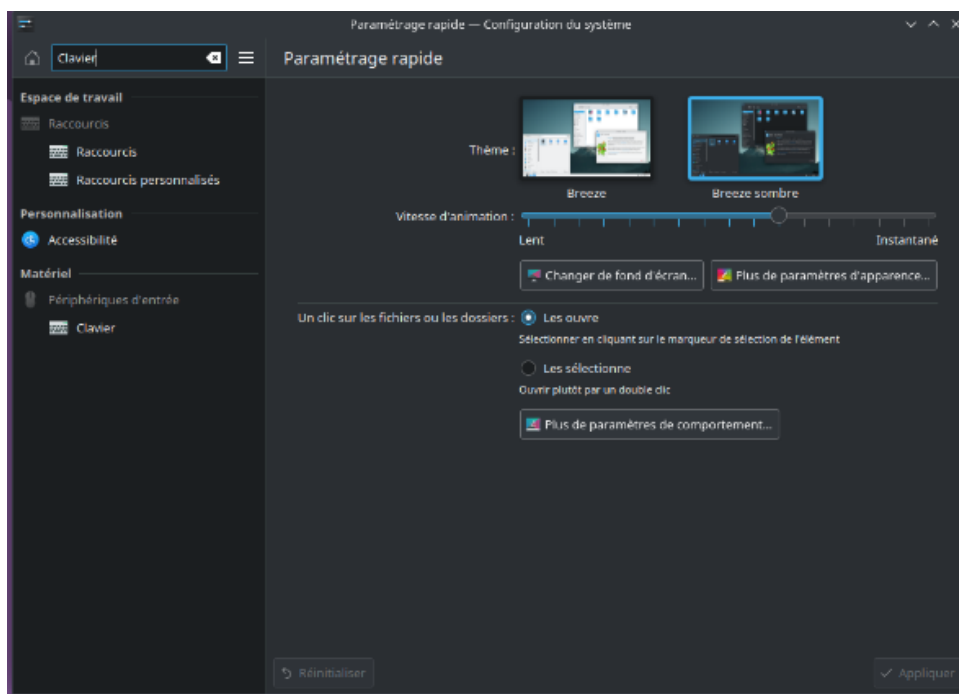 Paramétrage rapide — Configuration du système
Clavier
Paramétrage rapide
Espace de travail
Raccourcis
Raccourcis
Raccourcis personnalisés
Personnalisation
Accessibilité
Matériel
Périphériques d'entrée
Clavier
Thème :
Breeze
Breeze sombre
Vitesse d'animation :
Lent
Instantané
Changer de fond d'écran...
Plus de paramètres d'apparence...
Un clic sur les fichiers ou les dossiers :
Les ouvre
Sélectionner en cliquant sur le marqueur de sélection de l'élément
Les sélectionne
Ouvrir plutôt par un double clic
Plus de paramètres de comportement...
Réinitialiser
Appliquer